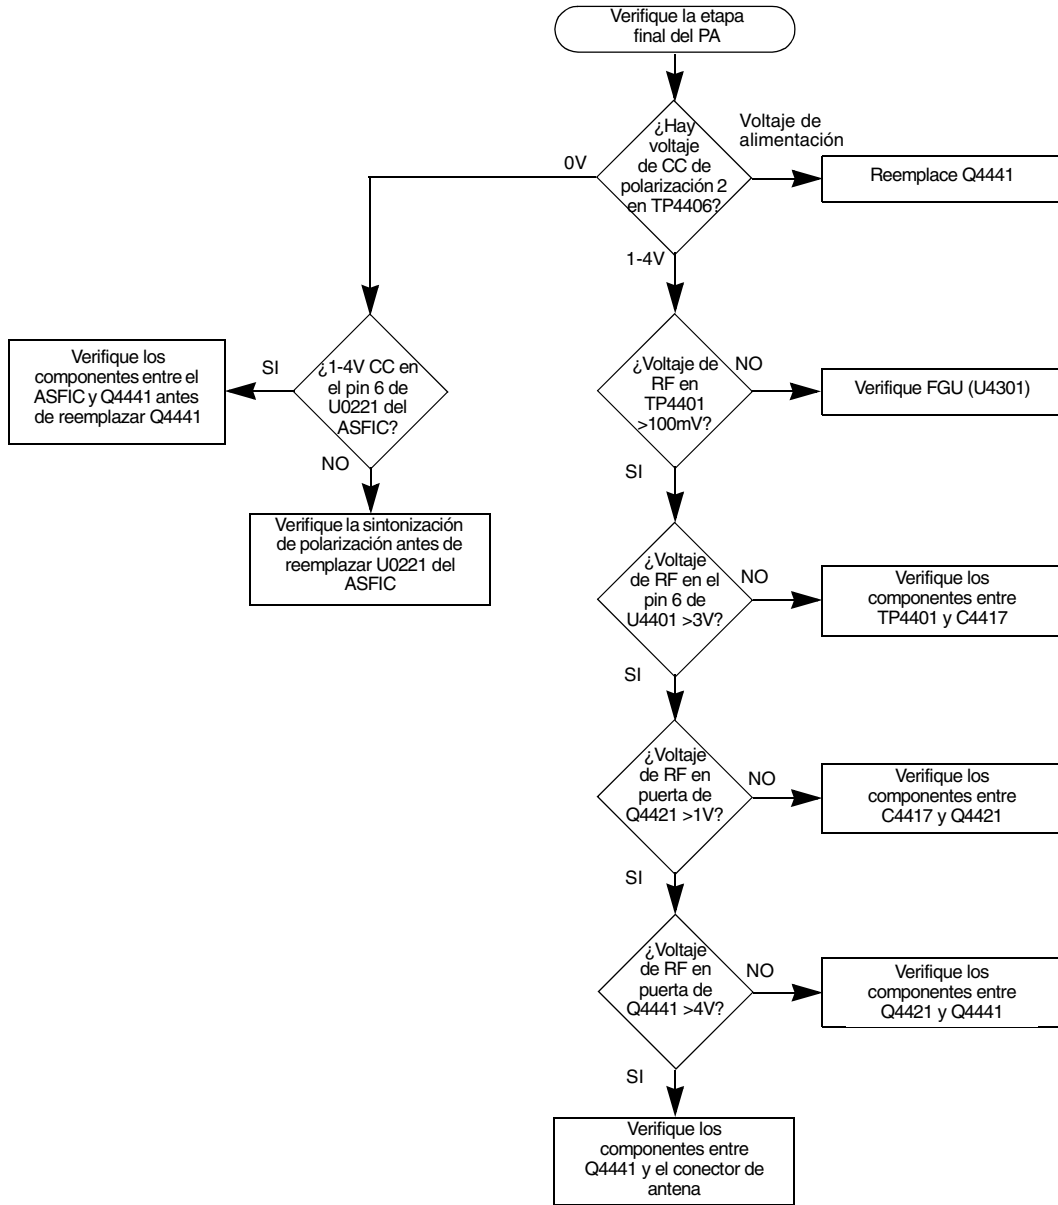 Verifique la etapa
final del PA
¿Hay
voltaje
de CC de
polarización 2
en TP4406?
Voltaje de
alimentación
0V
Reemplace Q4441
1-4V
¿1-4V CC en
el pin 6 de
U0221 del
ASFIC?
SI
Verifique los
componentes entre el
ASFIC y Q4441 antes
de reemplazar Q4441
NO
Verifique la sintonización
de polarización antes de
reemplazar U0221 del
ASFIC
¿Voltaje de
RF en
TP4401
>100mV?
NO
Verifique FGU (U4301)
SI
¿Voltaje
de RF en el
pin 6 de
U4401 >3V?
NO
Verifique los
componentes entre
TP4401 y C4417
SI
¿Voltaje
de RF en
puerta de
Q4421 >1V?
NO
Verifique los
componentes entre
C4417 y Q4421
SI
¿Voltaje
de RF en
puerta de
Q4441 >4V?
NO
Verifique los
componentes entre
Q4421 y Q4441
SI
Verifique los
componentes entre
Q4441 y el conector de
antena